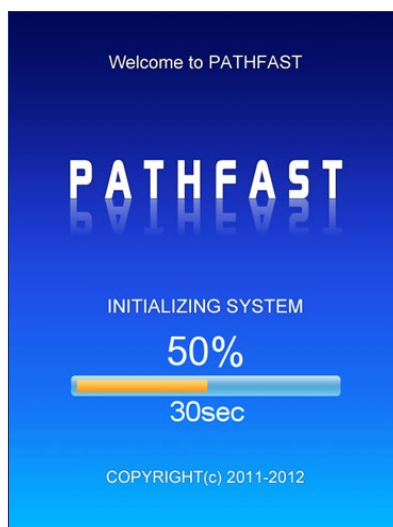 Welcome to PATHFAST
PATHFAST
INITIALIZING SYSTEM
50%
30sec
COPYRIGHT(c) 2011-2012